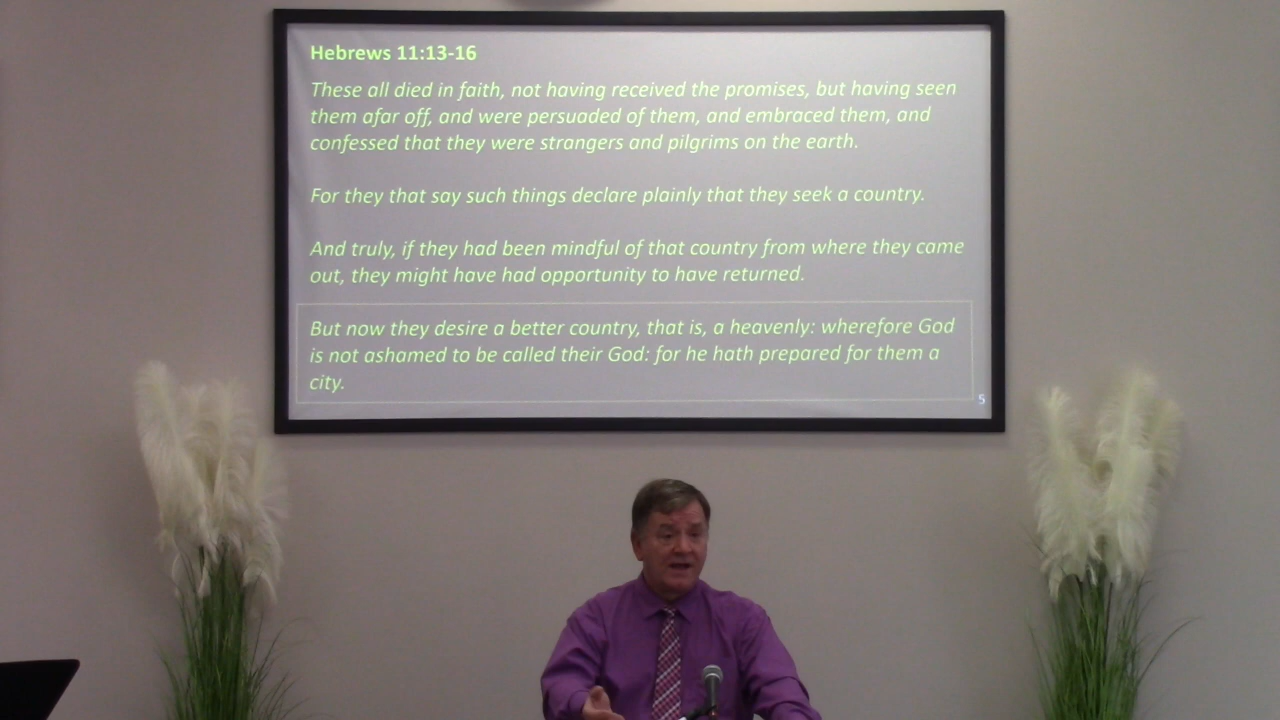 Hebrews 11:13-16
These all died in faith, not having received the promises, but having seen
them afar off, and were persuaded of them, and embraced them, and
confessed that they were strangers and pilgrims on the earth.
For they that say such things declare plainly that they seek a country.
And truly, if they had been mindful of that country from where they came
out, they might have had opportunity to have returned.
But now they desire a better country, that is, a heavenly: wherefore God
is not ashamed to be called their God: for he hath prepared for them a
city.
5